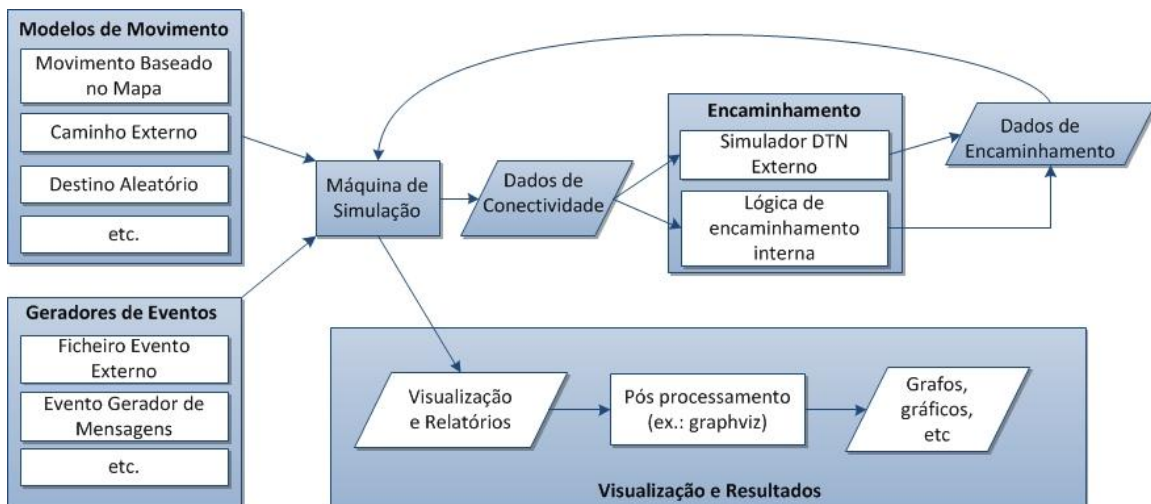 Modelos de Movimento
Movimento Baseado
no Mapa
Caminho Externo
Destino Aleatório
etc.
Geradores de Eventos
Ficheiro Evento
Externo
Evento Gerador de
Mensagens
etc.
Máquina de
Simulação
Dados de
Conectividade
Encaminhamento
Simulador DTN
Externo
Lógica de
encaminhamento
interna
Dados de
Encaminhamento
Visualização
e Relatórios
Pós processamento
(ex.: graphviz)
Grafos,
gráficos,
etc
Visualização e Resultados